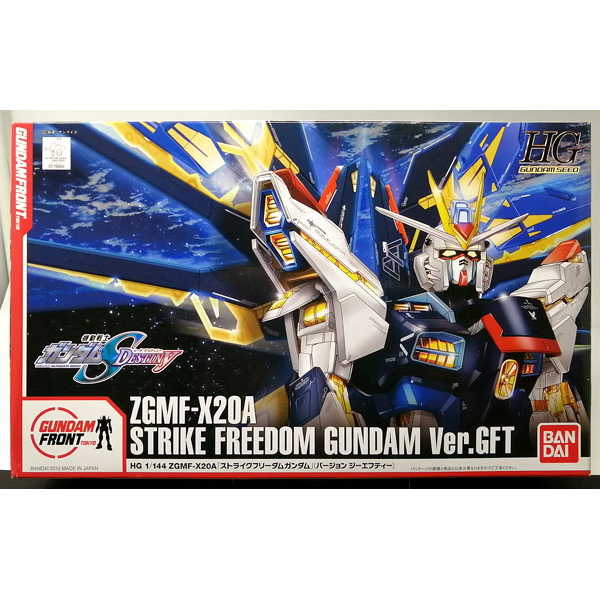 GUNDAMFRONT TOKYO
HG
GUNDAM SEED
機動戦士
ガンダムSEED DESTINY
GUNDAM FRONT TOKYO
BANDAI 2012 MADE IN JAPAN
ZGMF-X20A
STRIKE FREEDOM GUNDAM Ver.GFT
HG 1/144 ZGMF-X20A「ストライクフリーダムガンダム」(バージョン ジーエフティー)
BAN
DAI